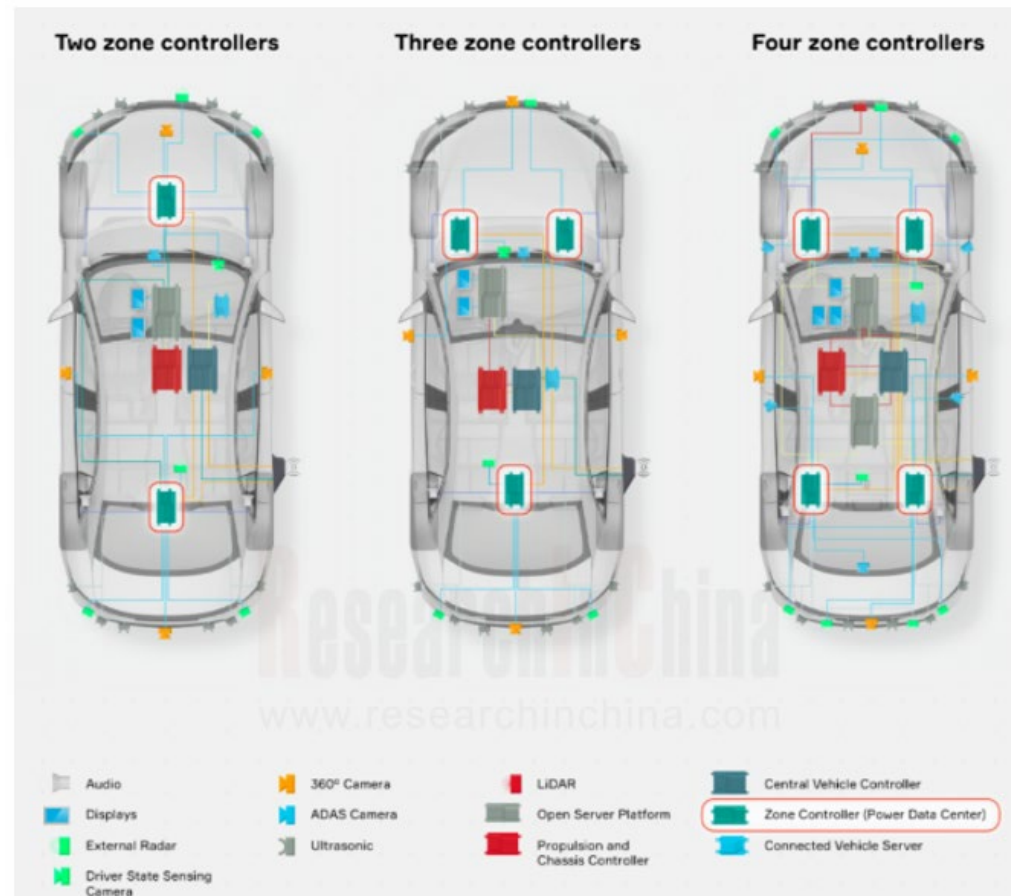 Two zone controllers
Three zone controllers
Four zone controllers
ResearchInChina
www.researchinchina.com
Audio
Displays
External Radar
Driver State Sensing
Camera
360° Camera
ADAS Camera
Ultrasonic
LiDAR
Open Server Platform
Propulsion and
Chassis Controller
Central Vehicle Controller
Zone Controller (Power Data Center)
Connected Vehicle Server